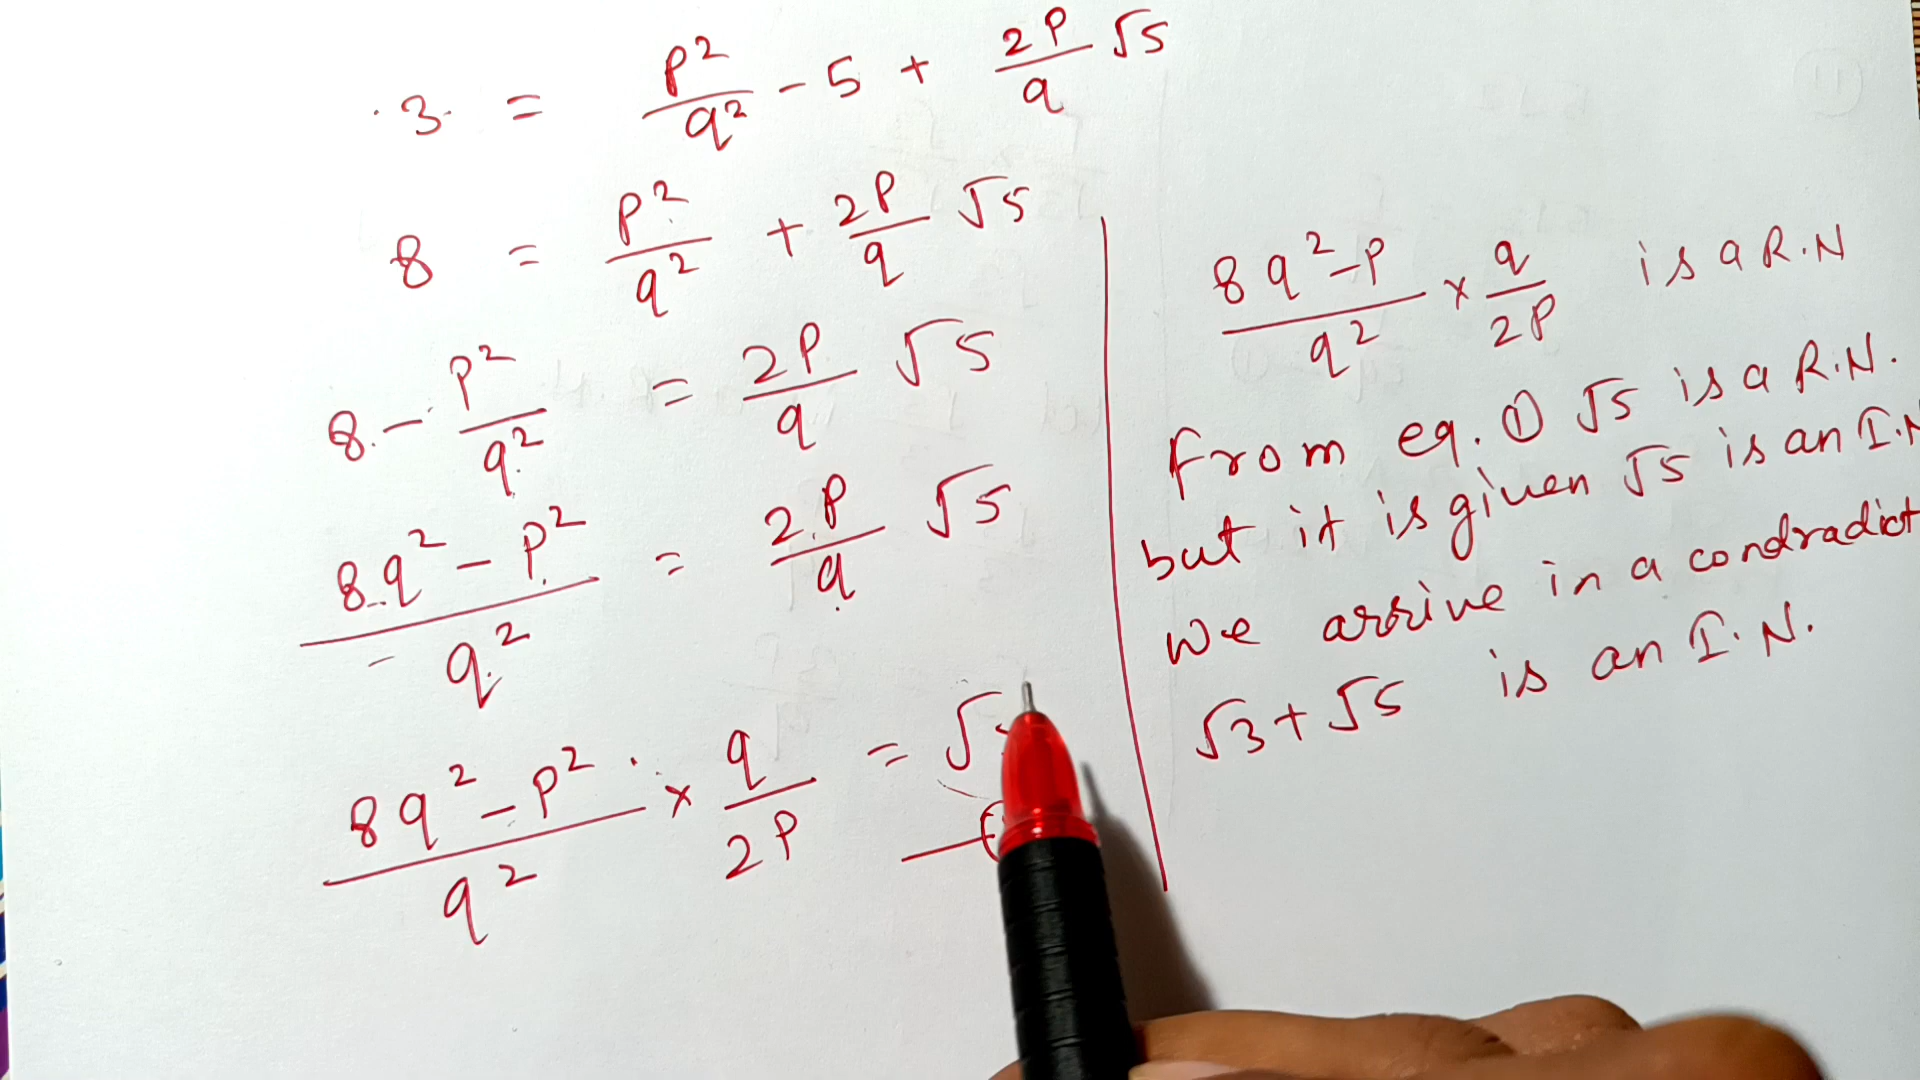 3 = p²/q² - 5 + 2p/q √5
8 = p²/q² + 2p/q √5
8 - p²/q² = 2p/q √5
8q² - p²/q² = 2p/q √5
8q² - p²/q² × q/2p = √
8q² - p/q² × q/2p is a R.N
From eq. ① √5 is a R.N.
but it is given √5 is an I.N
we arrive in a condradict
√3 + √5 is an I.N.